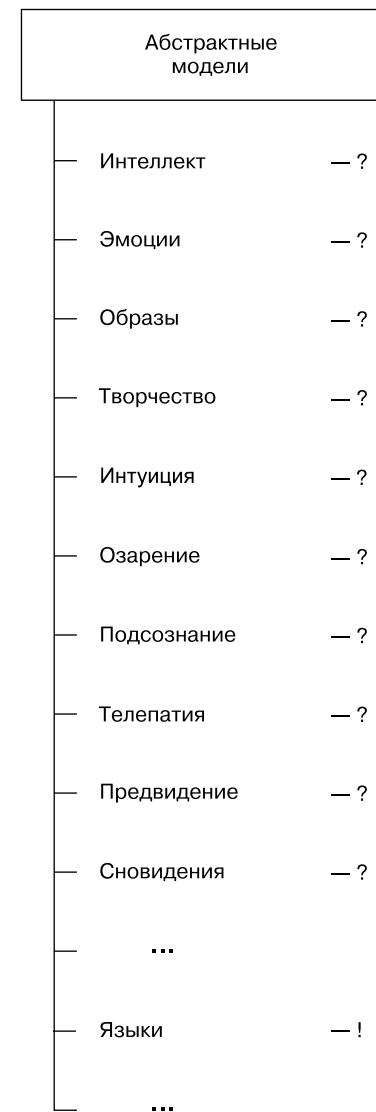 Абстрактные
модели
Интеллект — ?
Эмоции — ?
Образы — ?
Творчество — ?
Интуиция — ?
Озарение — ?
Подсознание — ?
Телепатия — ?
Предвидение — ?
Сновидения — ?
...
Языки — !
...